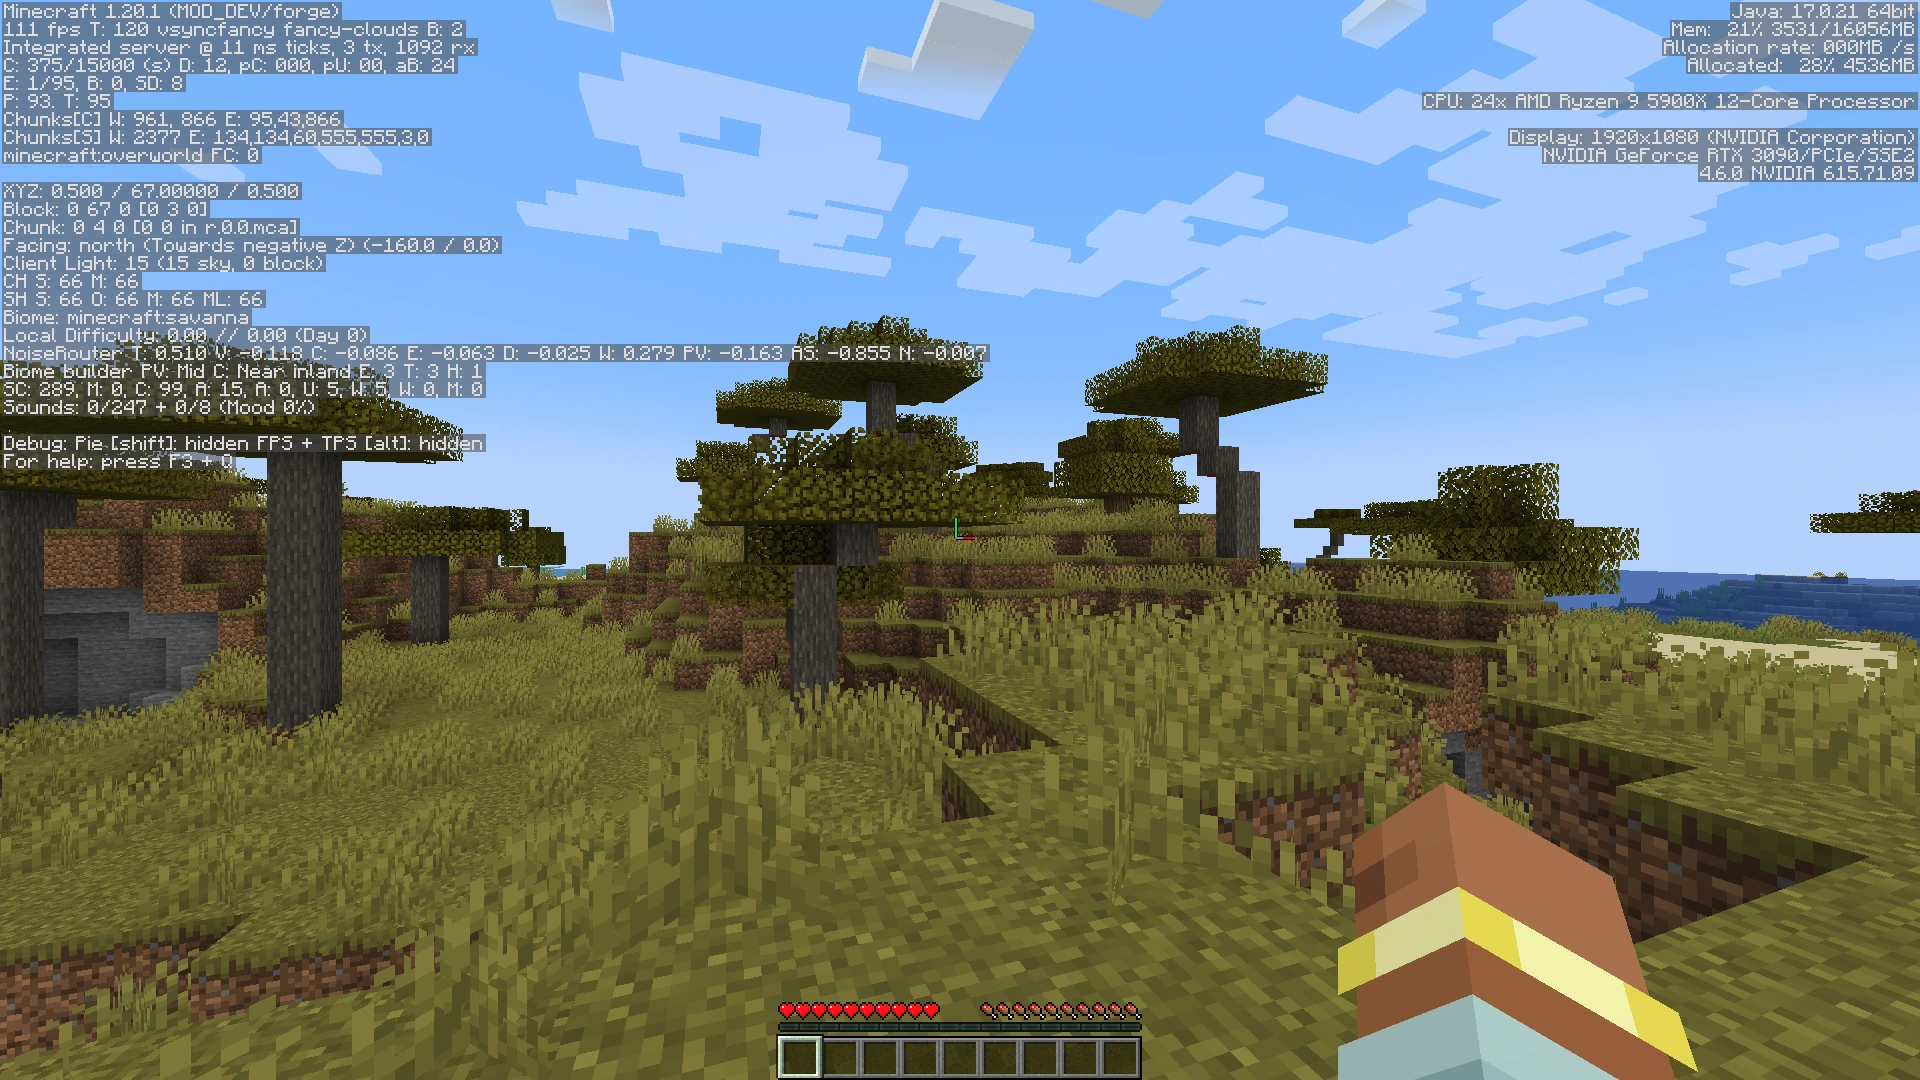 Minecraft 1.20.1 (MOD_DEV/forge)
111 fps T: 120 vsyncfancy fancy-clouds B: 2
Integrated server @ 11 ms ticks, 3 tx, 1092 rx
C: 375/15000 (s) D: 12, pC: 000, pU: 00, aB: 24
E: 1/95, B: 0, SD: 8
P: 93. T: 95
Chunks[C] W: 961, 866 E: 95,43,866
Chunks[S] W: 2377 E: 134,134,60,555,555,3,0
minecraft:overworld FC: 0
XYZ: 0.500 / 67.00000 / 0.500
Block: 0 67 0 [0 3 0]
Chunk: 0 4 0 [0 0 in r.0.0.mca]
Facing: north (Towards negative Z) (-160.0 / 0.0)
Client Light: 15 (15 sky, 0 block)
CH S: 66 M: 66
SH S: 66 O: 66 M: 66 ML: 66
Biome: minecraft:savanna
Local Difficulty: 0.00 // 0.00 (Day 0)
NoiseRouter T: 0.510 V: -0.118 C: -0.086 E: -0.063 D: -0.025 W: 0.279 PV: -0.163 AS: -0.855 N: -0.007
Biome builder PV: Mid C: Near inland E: 3 T: 3 H: 1
SC: 289, M: 0, C: 99, A: 15, A: 0, U: 5, W: 5, W: 0, M: 0
Sounds: 0/247 + 0/8 (Mood 0%)
Debug: Pie [shift]: hidden FPS + TPS [alt]: hidden
For help: press F3 + Q
Java: 17.0.21 64bit
Mem: 21% 3531/16056MB
Allocation rate: 000MB /s
Allocated: 28% 4536MB
CPU: 24x AMD Ryzen 9 5900X 12-Core Processor
Display: 1920x1080 (NVIDIA Corporation)
NVIDIA GeForce RTX 3090/PCIe/SSE2
4.6.0 NVIDIA 615.71.09